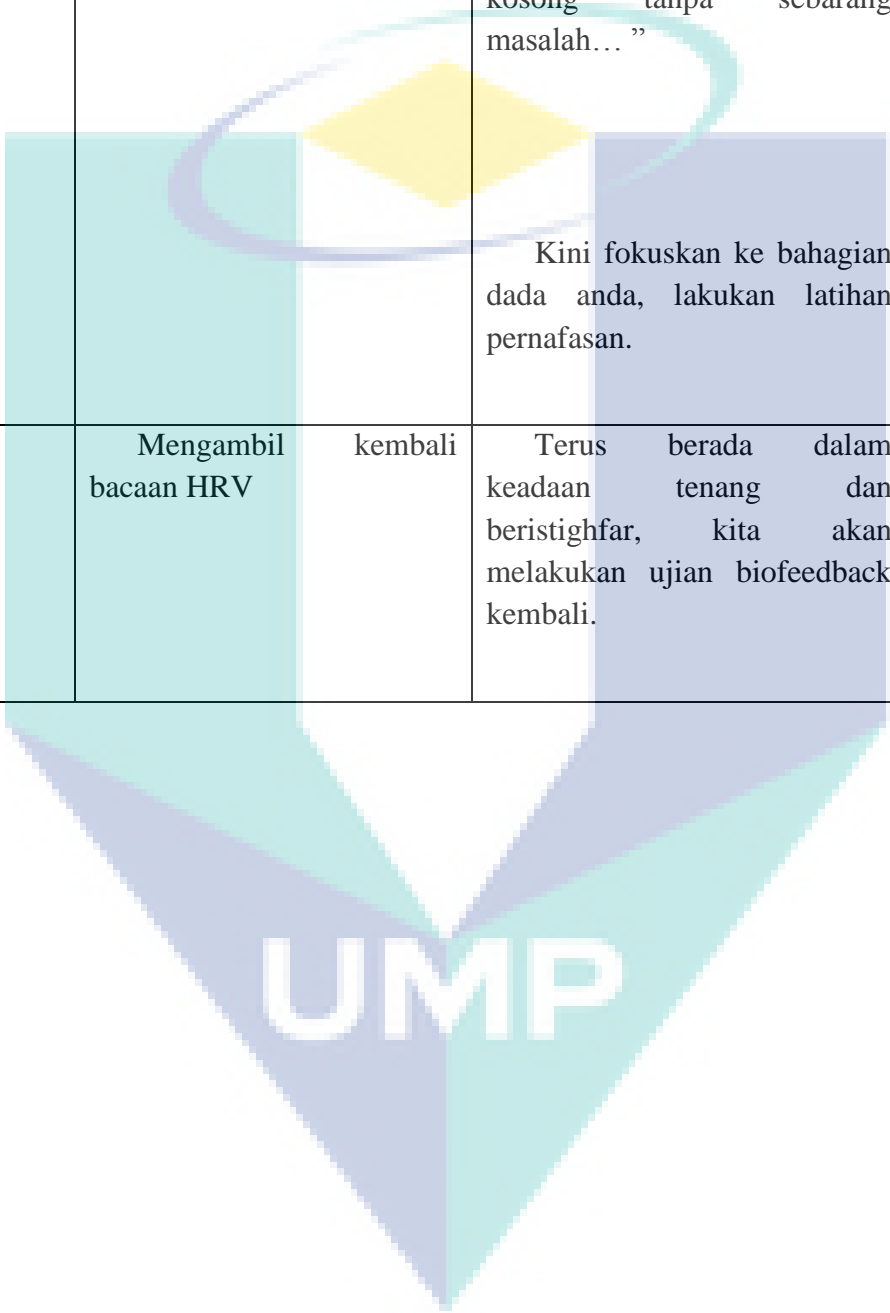 kosong tanpa sebarang
masalah… ”
Kini fokuskan ke bahagian
dada anda, lakukan latihan
pernafasan.
Mengambil kembali
bacaan HRV
Terus berada dalam
keadaan tenang dan
beristighfar, kita akan
melakukan ujian biofeedback
kembali.
UMP